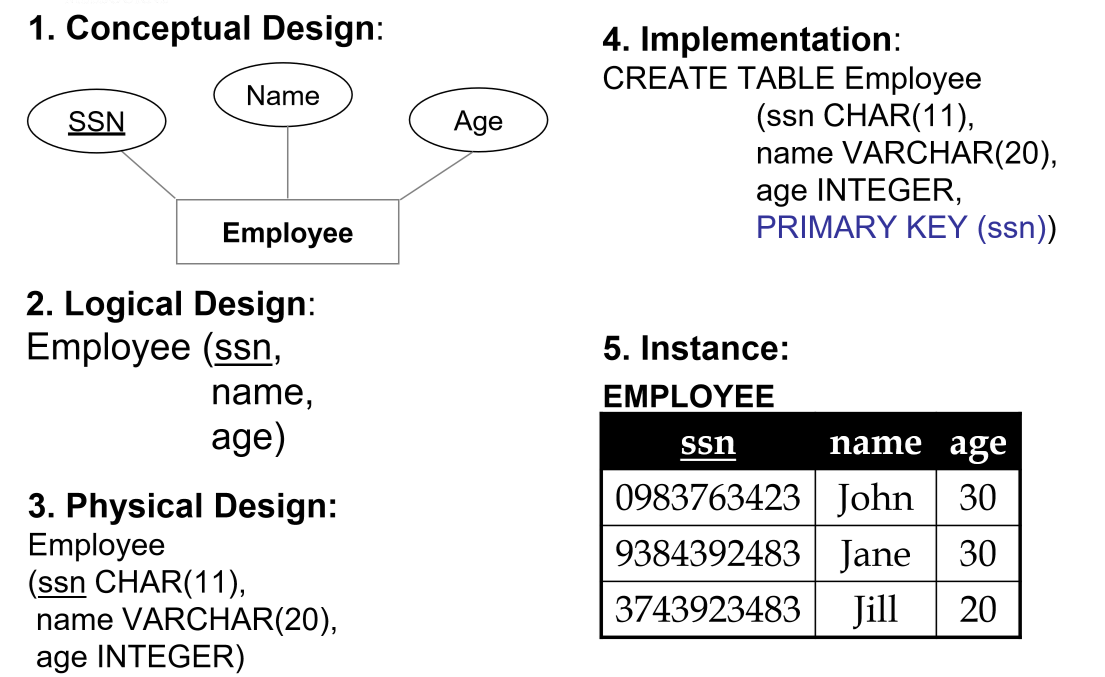 1. Conceptual Design:
SSN
Name
Age
Employee
2. Logical Design:
Employee (ssn,
name,
age)
3. Physical Design:
Employee
(ssn CHAR(11),
name VARCHAR(20),
age INTEGER)
4. Implementation:
CREATE TABLE Employee
(ssn CHAR(11),
name VARCHAR(20),
age INTEGER,
PRIMARY KEY (ssn))
5. Instance:
EMPLOYEE
ssn name age
0983763423 John 30
9384392483 Jane 30
3743923483 Jill 20